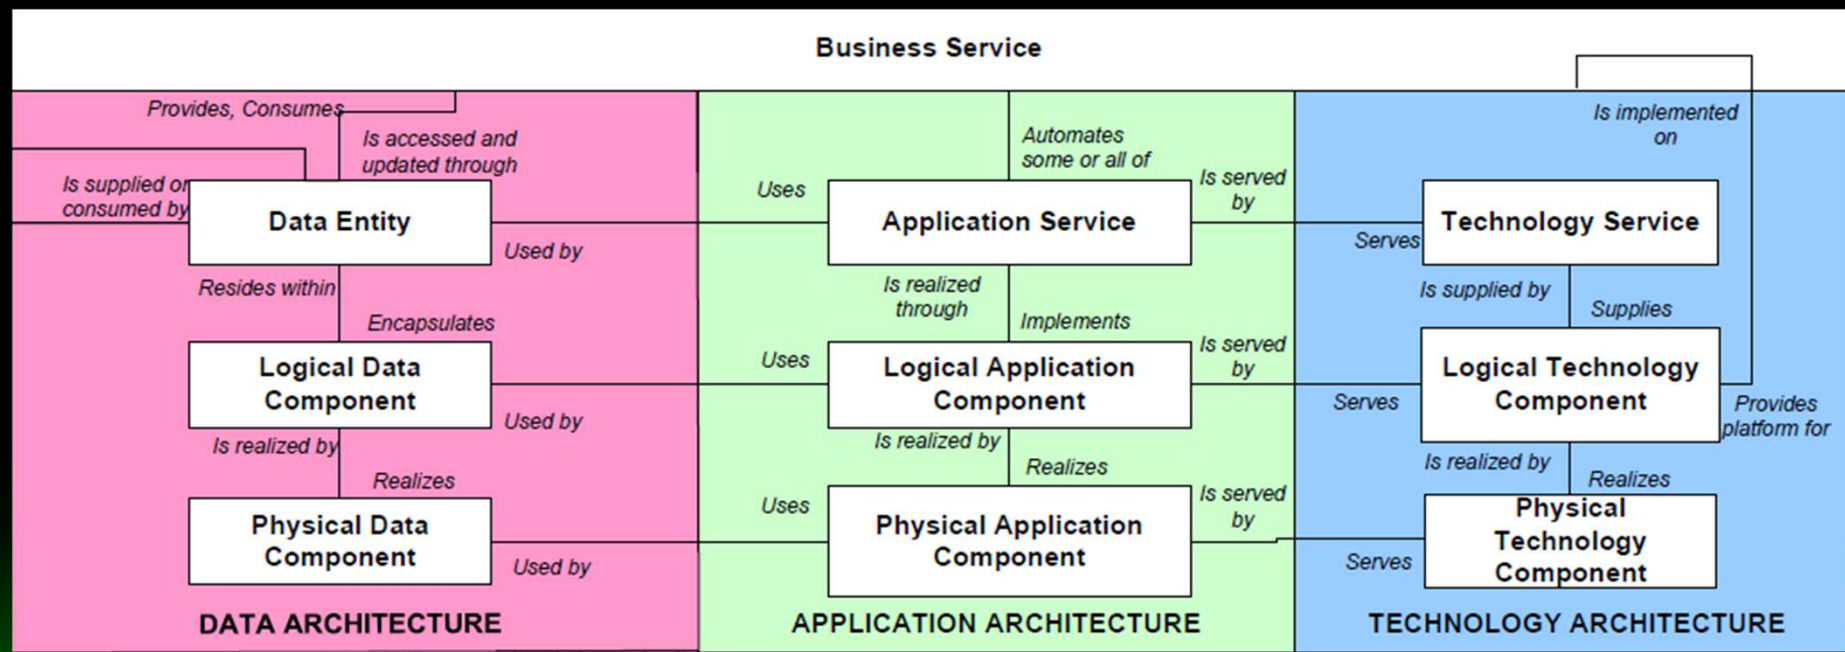 Business Service
Provides, Consumes
Is accessed and
updated through
Is supplied or
consumed by
Data Entity
Used by
Resides within
Encapsulates
Logical Data
Component
Used by
Is realized by
Realizes
Physical Data
Component
Used by
DATA ARCHITECTURE
Automates
some or all of
Uses
Application Service
Is served
by
Is realized
through
Implements
Uses
Logical Application
Component
Is served
by
Is realized by
Realizes
Uses
Physical Application
Component
Is served
by
APPLICATION ARCHITECTURE
Is implemented
on
Technology Service
Serves
Is supplied by
Supplies
Logical Technology
Component
Serves
Provides
platform for
Is realized by
Realizes
Physical
Technology
Component
Serves
TECHNOLOGY ARCHITECTURE